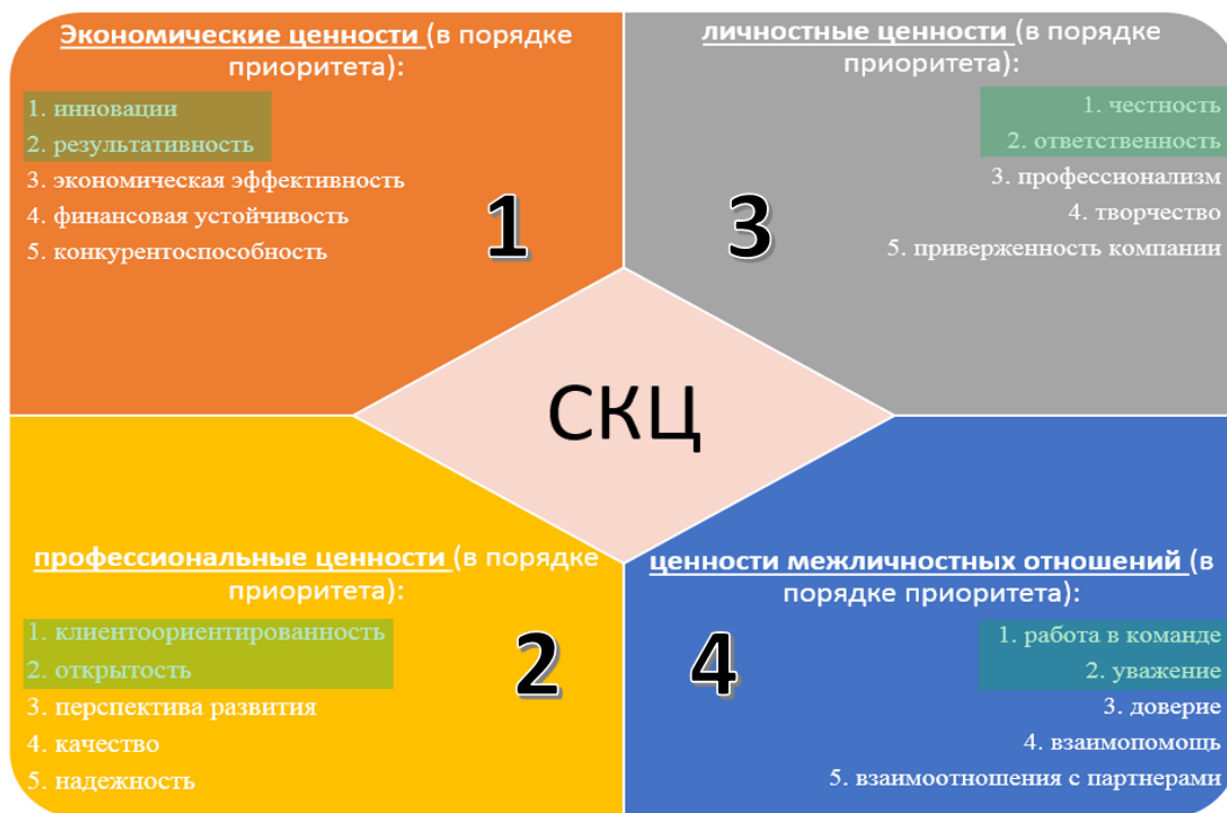 Экономические ценности (в порядке
приоритета):
1. инновации
2. результативность
3. экономическая эффективность
4. финансовая устойчивость
5. конкурентоспособность
1
личностные ценности (в порядке
приоритета):
1. честность
2. ответственность
3. профессионализм
4. творчество
5. приверженность компании
3
СКЦ
профессиональные ценности (в порядке
приоритета):
1. клиентоориентированность
2. открытость
3. перспектива развития
4. качество
5. надежность
2
ценности межличностных отношений (в
порядке приоритета):
1. работа в команде
2. уважение
3. доверие
4. взаимопомощь
5. взаимоотношения с партнерами
4